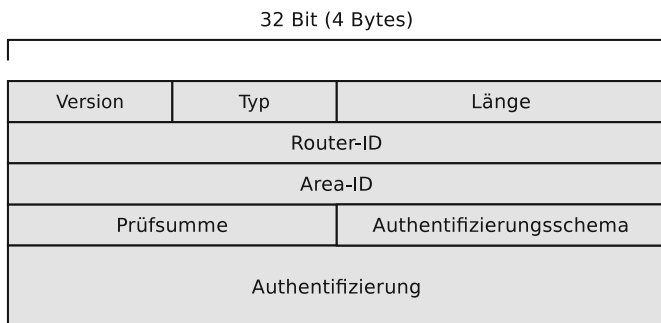 32 Bit (4 Bytes)
Version Typ Länge
Router-ID
Area-ID
Prüfsumme Authentifizierungsschema
Authentifizierung